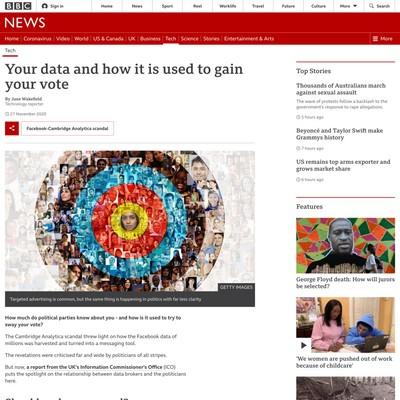 BBC Sign in Home News Sport Reel Worklife Travel Future Culture More Search
NEWS
Home Coronavirus Video World US & Canada UK Business Tech Science Stories Entertainment & Arts More
Tech
Your data and how it is used to gain
your vote
By Jane Wakefield
Technology reporter
27 November 2020
Facebook-Cambridge Analytica scandal
GETTY IMAGES
Targeted advertising is common, but the same thing is happening in politics with far less clarity
How much do political parties know about you - and how is it used to try to
sway your vote?
The Cambridge Analytica scandal threw light on how the Facebook data of
millions was harvested and turned into a messaging tool.
The revelations were criticised far and wide by politicians of all stripes.
But now, a report from the UK's Information Commissioner's Office (ICO)
puts the spotlight on the relationship between data brokers and the politicians
here.
Top Stories
Thousands of Australians march
against sexual assault
The wave of protests follow a backlash to the
government's response to rape allegations.
5 hours ago
Beyoncé and Taylor Swift make
Grammys history
7 hours ago
US remains top arms exporter and
grows market share
6 hours ago
Features
George Floyd death: How will jurors
be selected?
'We women are pushed out of work
because of childcare'